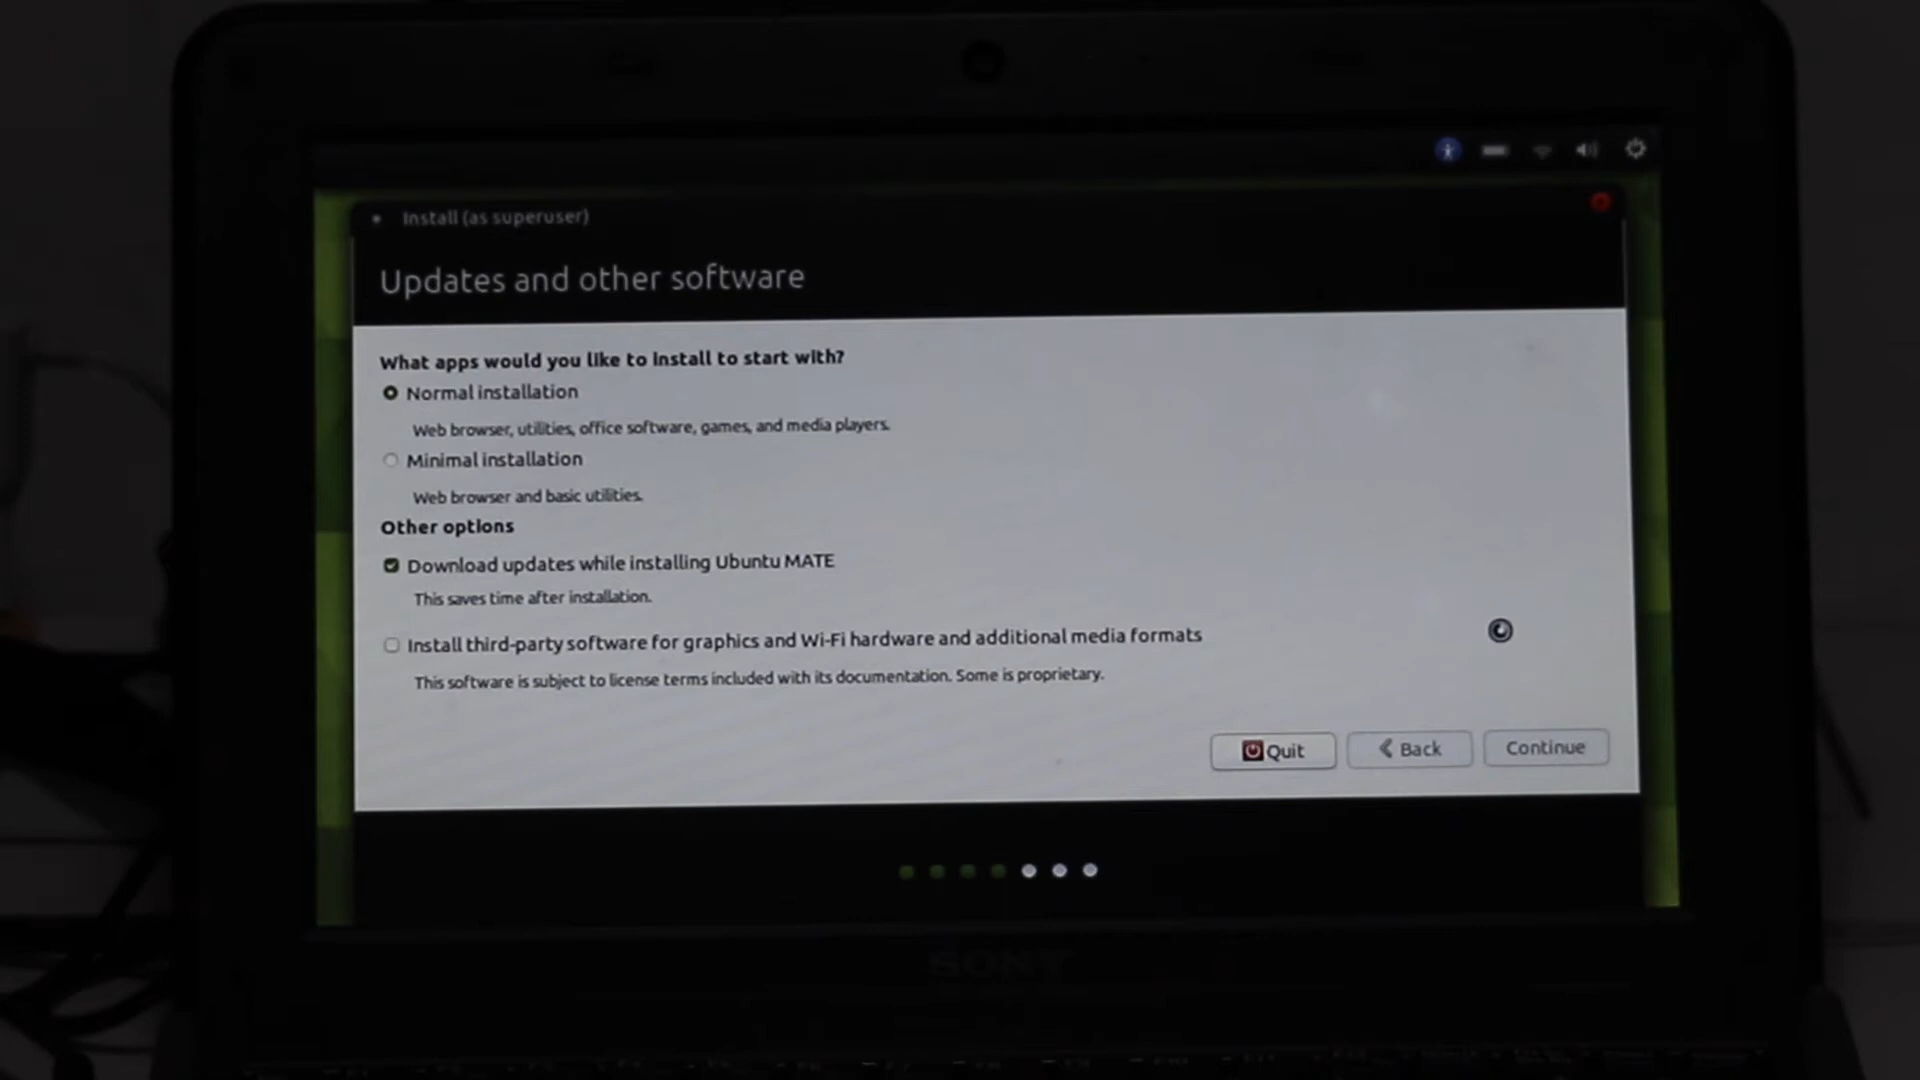 Install (as superuser)
Updates and other software
What apps would you like to install to start with?
Normal installation
Web browser, utilities, office software, games, and media players.
Minimal installation
Web browser and basic utilities.
Other options
Download updates while installing Ubuntu MATE
This saves time after installation.
Install third-party software for graphics and Wi-Fi hardware and additional media formats
This software is subject to license terms included with its documentation. Some is proprietary.
Quit
Back
Continue
SONY